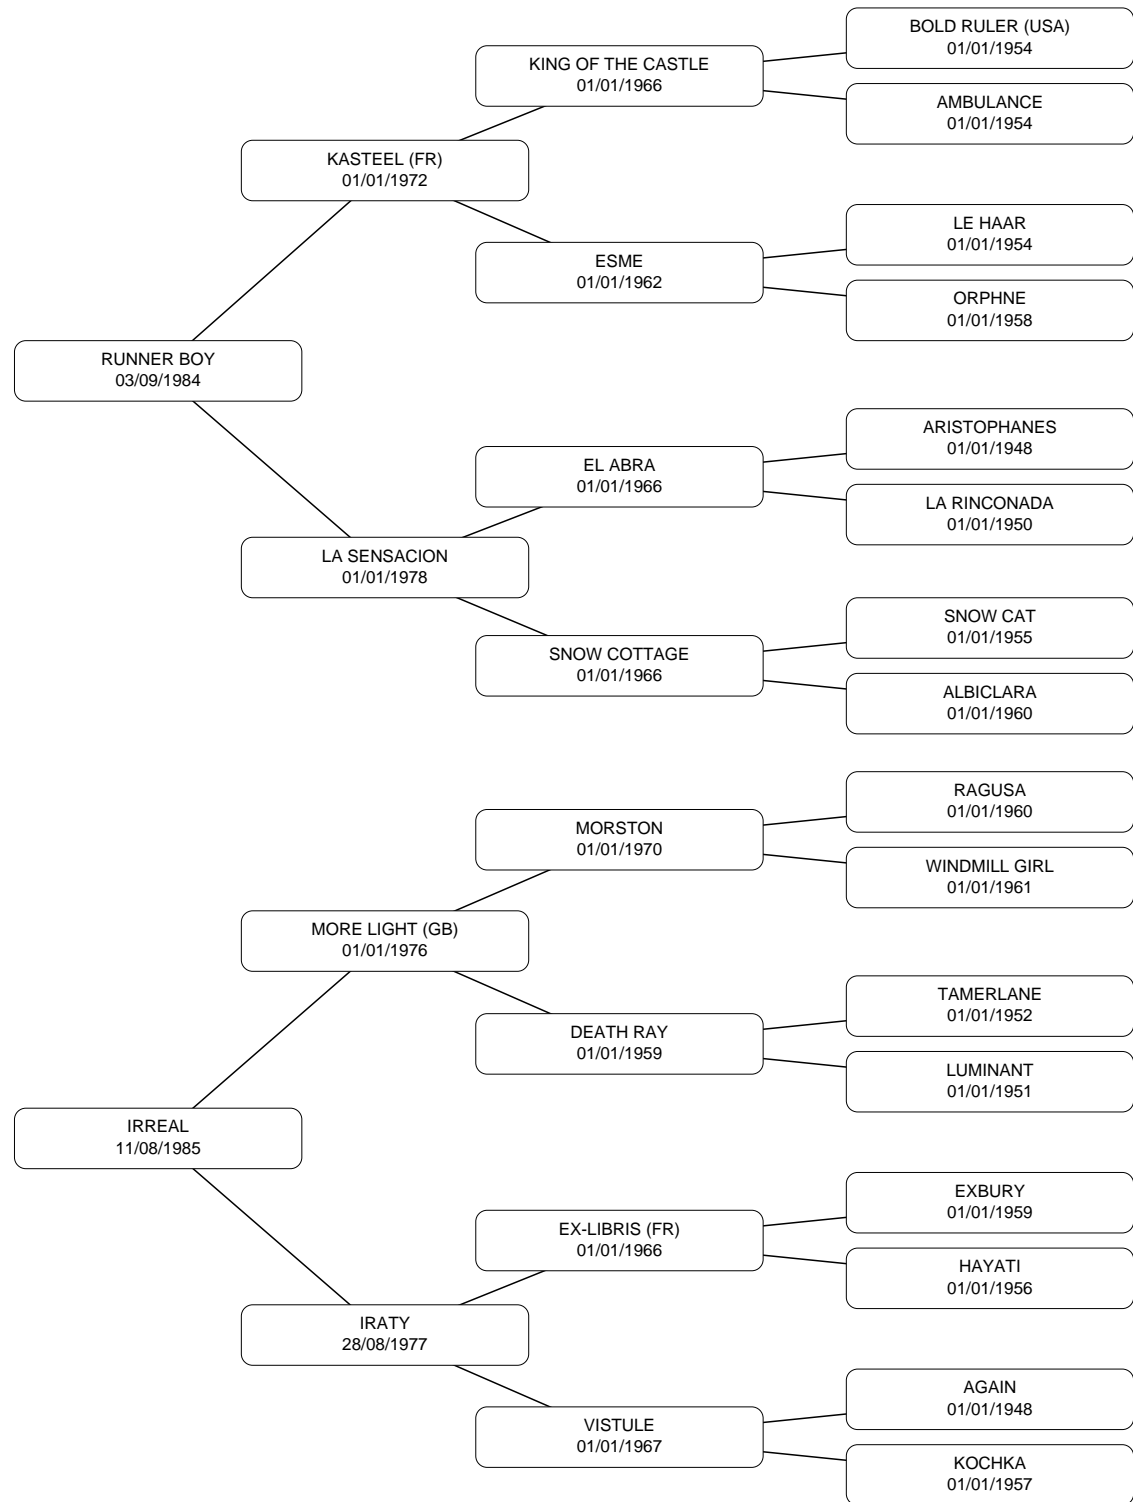 BOLD RULER (USA)
01/01/1954
KING OF THE CASTLE
01/01/1966
AMBULANCE
01/01/1954
KASTEEL (FR)
01/01/1972
LE HAAR
01/01/1954
ESME
01/01/1962
ORPHNE
01/01/1958
RUNNER BOY
03/09/1984
ARISTOPHANES
01/01/1948
EL ABRA
01/01/1966
LA RINCONADA
01/01/1950
LA SENSACION
01/01/1978
SNOW CAT
01/01/1955
SNOW COTTAGE
01/01/1966
ALBICLARA
01/01/1960
RAGUSA
01/01/1960
MORSTON
01/01/1970
WINDMILL GIRL
01/01/1961
MORE LIGHT (GB)
01/01/1976
TAMERLANE
01/01/1952
DEATH RAY
01/01/1959
LUMINANT
01/01/1951
IRREAL
11/08/1985
EXBURY
01/01/1959
EX-LIBRIS (FR)
01/01/1966
HAYATI
01/01/1956
IRATY
28/08/1977
AGAIN
01/01/1948
VISTULE
01/01/1967
KOCHKA
01/01/1957